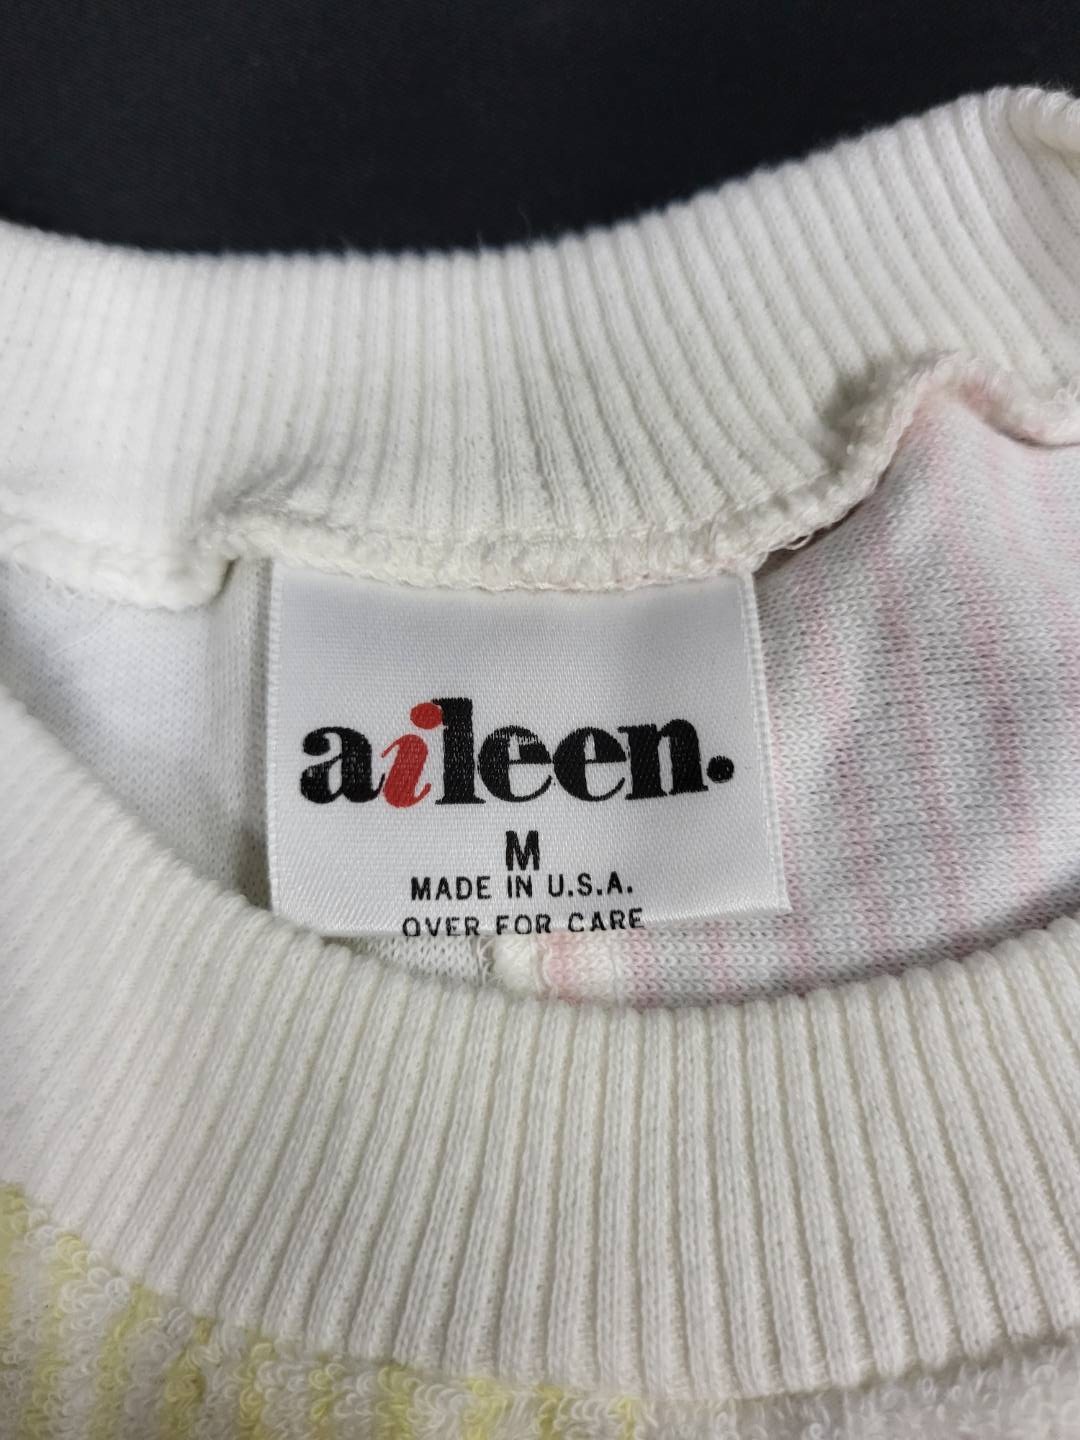 aileen.
M
MADE IN U.S.A.
OVER FOR CARE